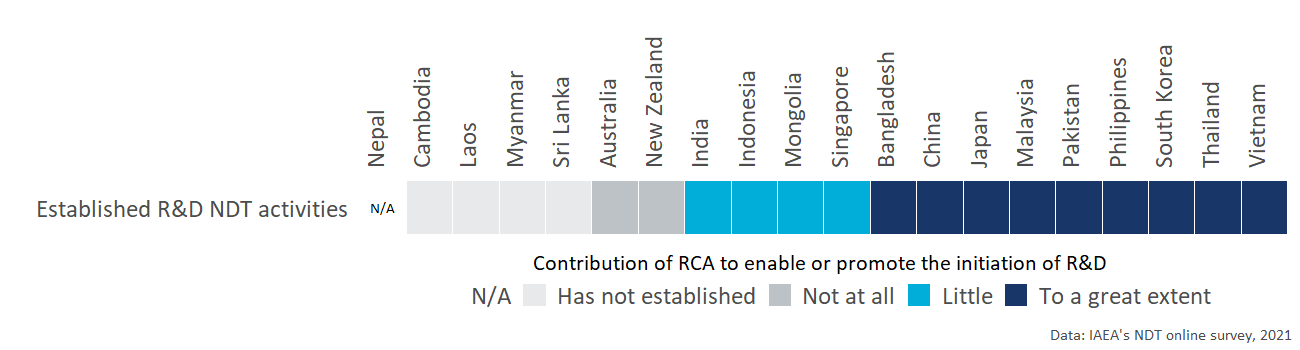 Nepal
Cambodia
Laos
Myanmar
Sri Lanka
Australia
New Zealand
India
Indonesia
Mongolia
Singapore
Bangladesh
China
Japan
Malaysia
Pakistan
Philippines
South Korea
Thailand
Vietnam
Established R&D NDT activities N/A
Contribution of RCA to enable or promote the initiation of R&D
N/A Has not established Not at all Little To a great extent
Data: IAEA's NDT online survey, 2021